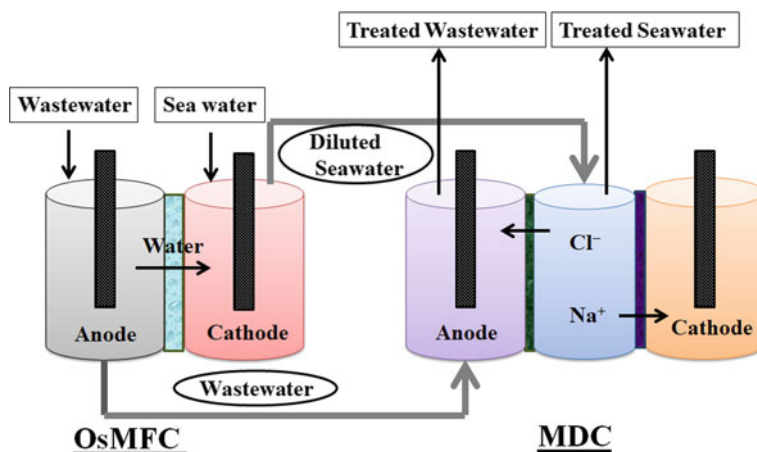 Treated Wastewater
Treated Seawater
Wastewater
Sea water
Diluted
Seawater
Water
Cl⁻
Na⁺
Anode
Cathode
Anode
Cathode
Wastewater
OsMFC
MDC